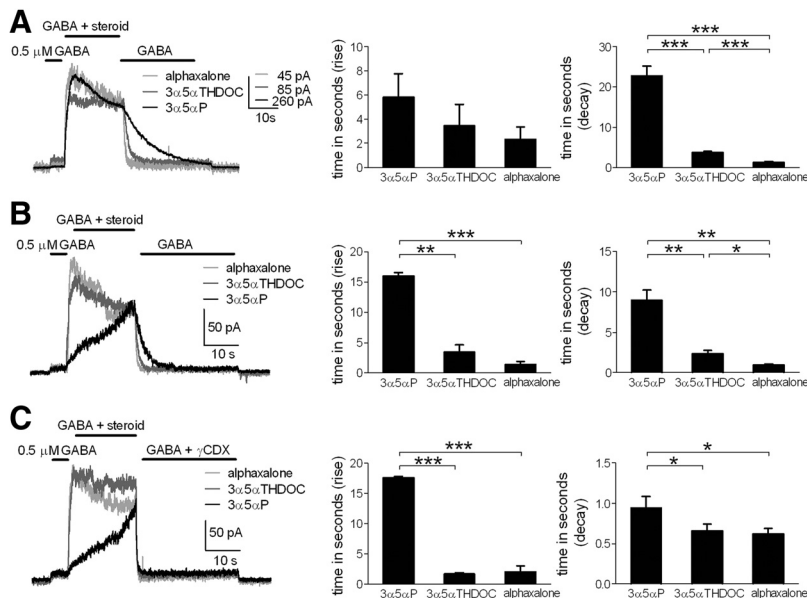 A
GABA + steroid
0.5 μM GABA
GABA
alphaxalone
3α5αTHDOC
3α5αP
45 pA
85 pA
260 pA
10s
time in seconds (rise)
10
8
6
4
2
0
3α5αP 3α5αTHDOC alphaxalone
time in seconds
(decay)
30
20
10
0
***
*** ***
3α5αP 3α5αTHDOC alphaxalone
B
GABA + steroid
0.5 μM GABA
GABA
alphaxalone
3α5αTHDOC
3α5αP
50 pA
10 s
time in seconds (rise)
20
15
10
5
0
***
**
3α5αP 3α5αTHDOC alphaxalone
time in seconds
(decay)
15
10
5
0
**
** *
3α5αP 3α5αTHDOC alphaxalone
C
GABA + steroid
0.5 μM GABA
GABA + γCDX
alphaxalone
3α5αTHDOC
3α5αP
50 pA
10 s
time in seconds (rise)
20
15
10
5
0
***
***
3α5αP 3α5αTHDOC alphaxalone
time in seconds
(decay)
1.5
1.0
0.5
0.0
*
*
3α5αP 3α5αTHDOC alphaxalone